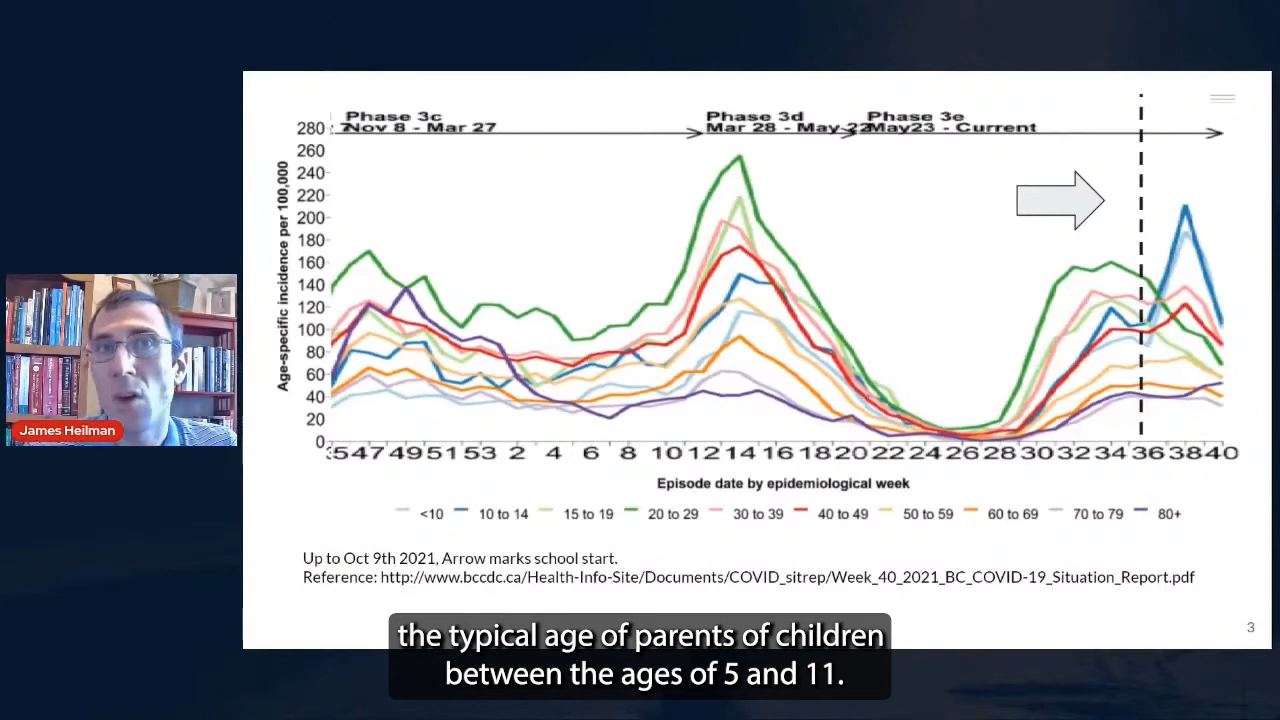 Phase 3c
Nov 8 - Mar 27
Phase 3d
Mar 28 - May 22
Phase 3e
May23 - Current
280
260
240
220
200
180
160
140
120
100
80
60
40
20
0
Age-specific incidence per 100,000
47 49 51 53 2 4 6 8 10 12 14 16 18 20 22 24 26 28 30 32 34 36 38 40
Episode date by epidemiological week
<10 10 to 14 15 to 19 20 to 29 30 to 39 40 to 49 50 to 59 60 to 69 70 to 79 80+
Up to Oct 9th 2021, Arrow marks school start.
Reference: http://www.bccdc.ca/Health-Info-Site/Documents/COVID_sitrep/Week_40_2021_BC_COVID-19_Situation_Report.pdf
3
James Heilman
the typical age of parents of children
between the ages of 5 and 11.